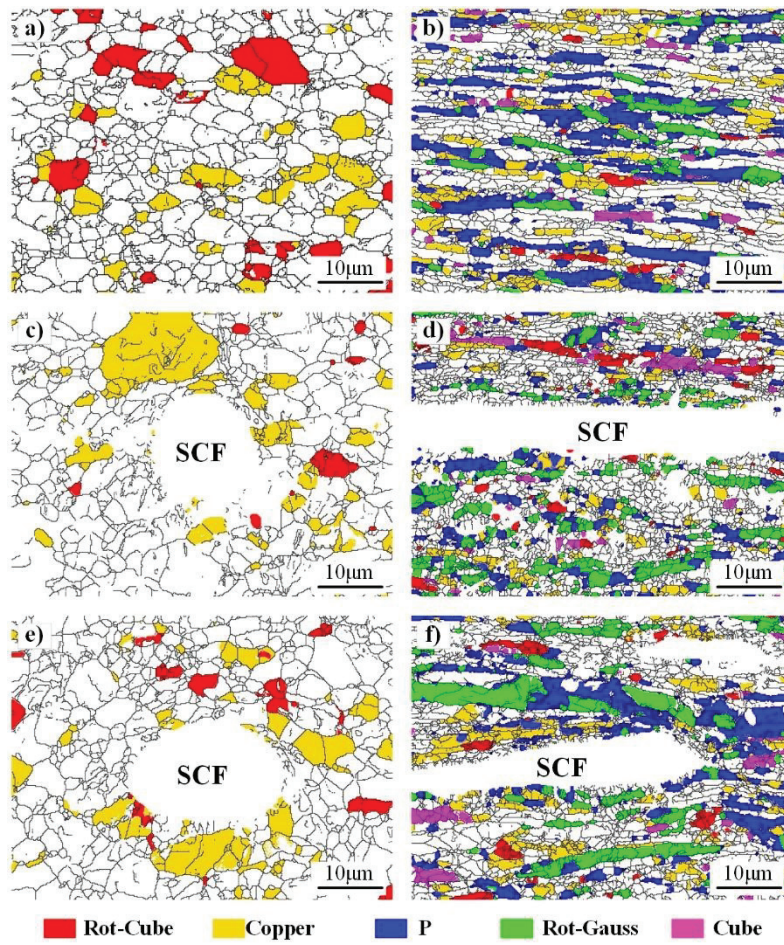 a)
b)
10μm
10μm
c)
d)
SCF
SCF
10μm
10μm
e)
f)
SCF
SCF
10μm
10μm
Rot-Cube Copper P Rot-Gauss Cube